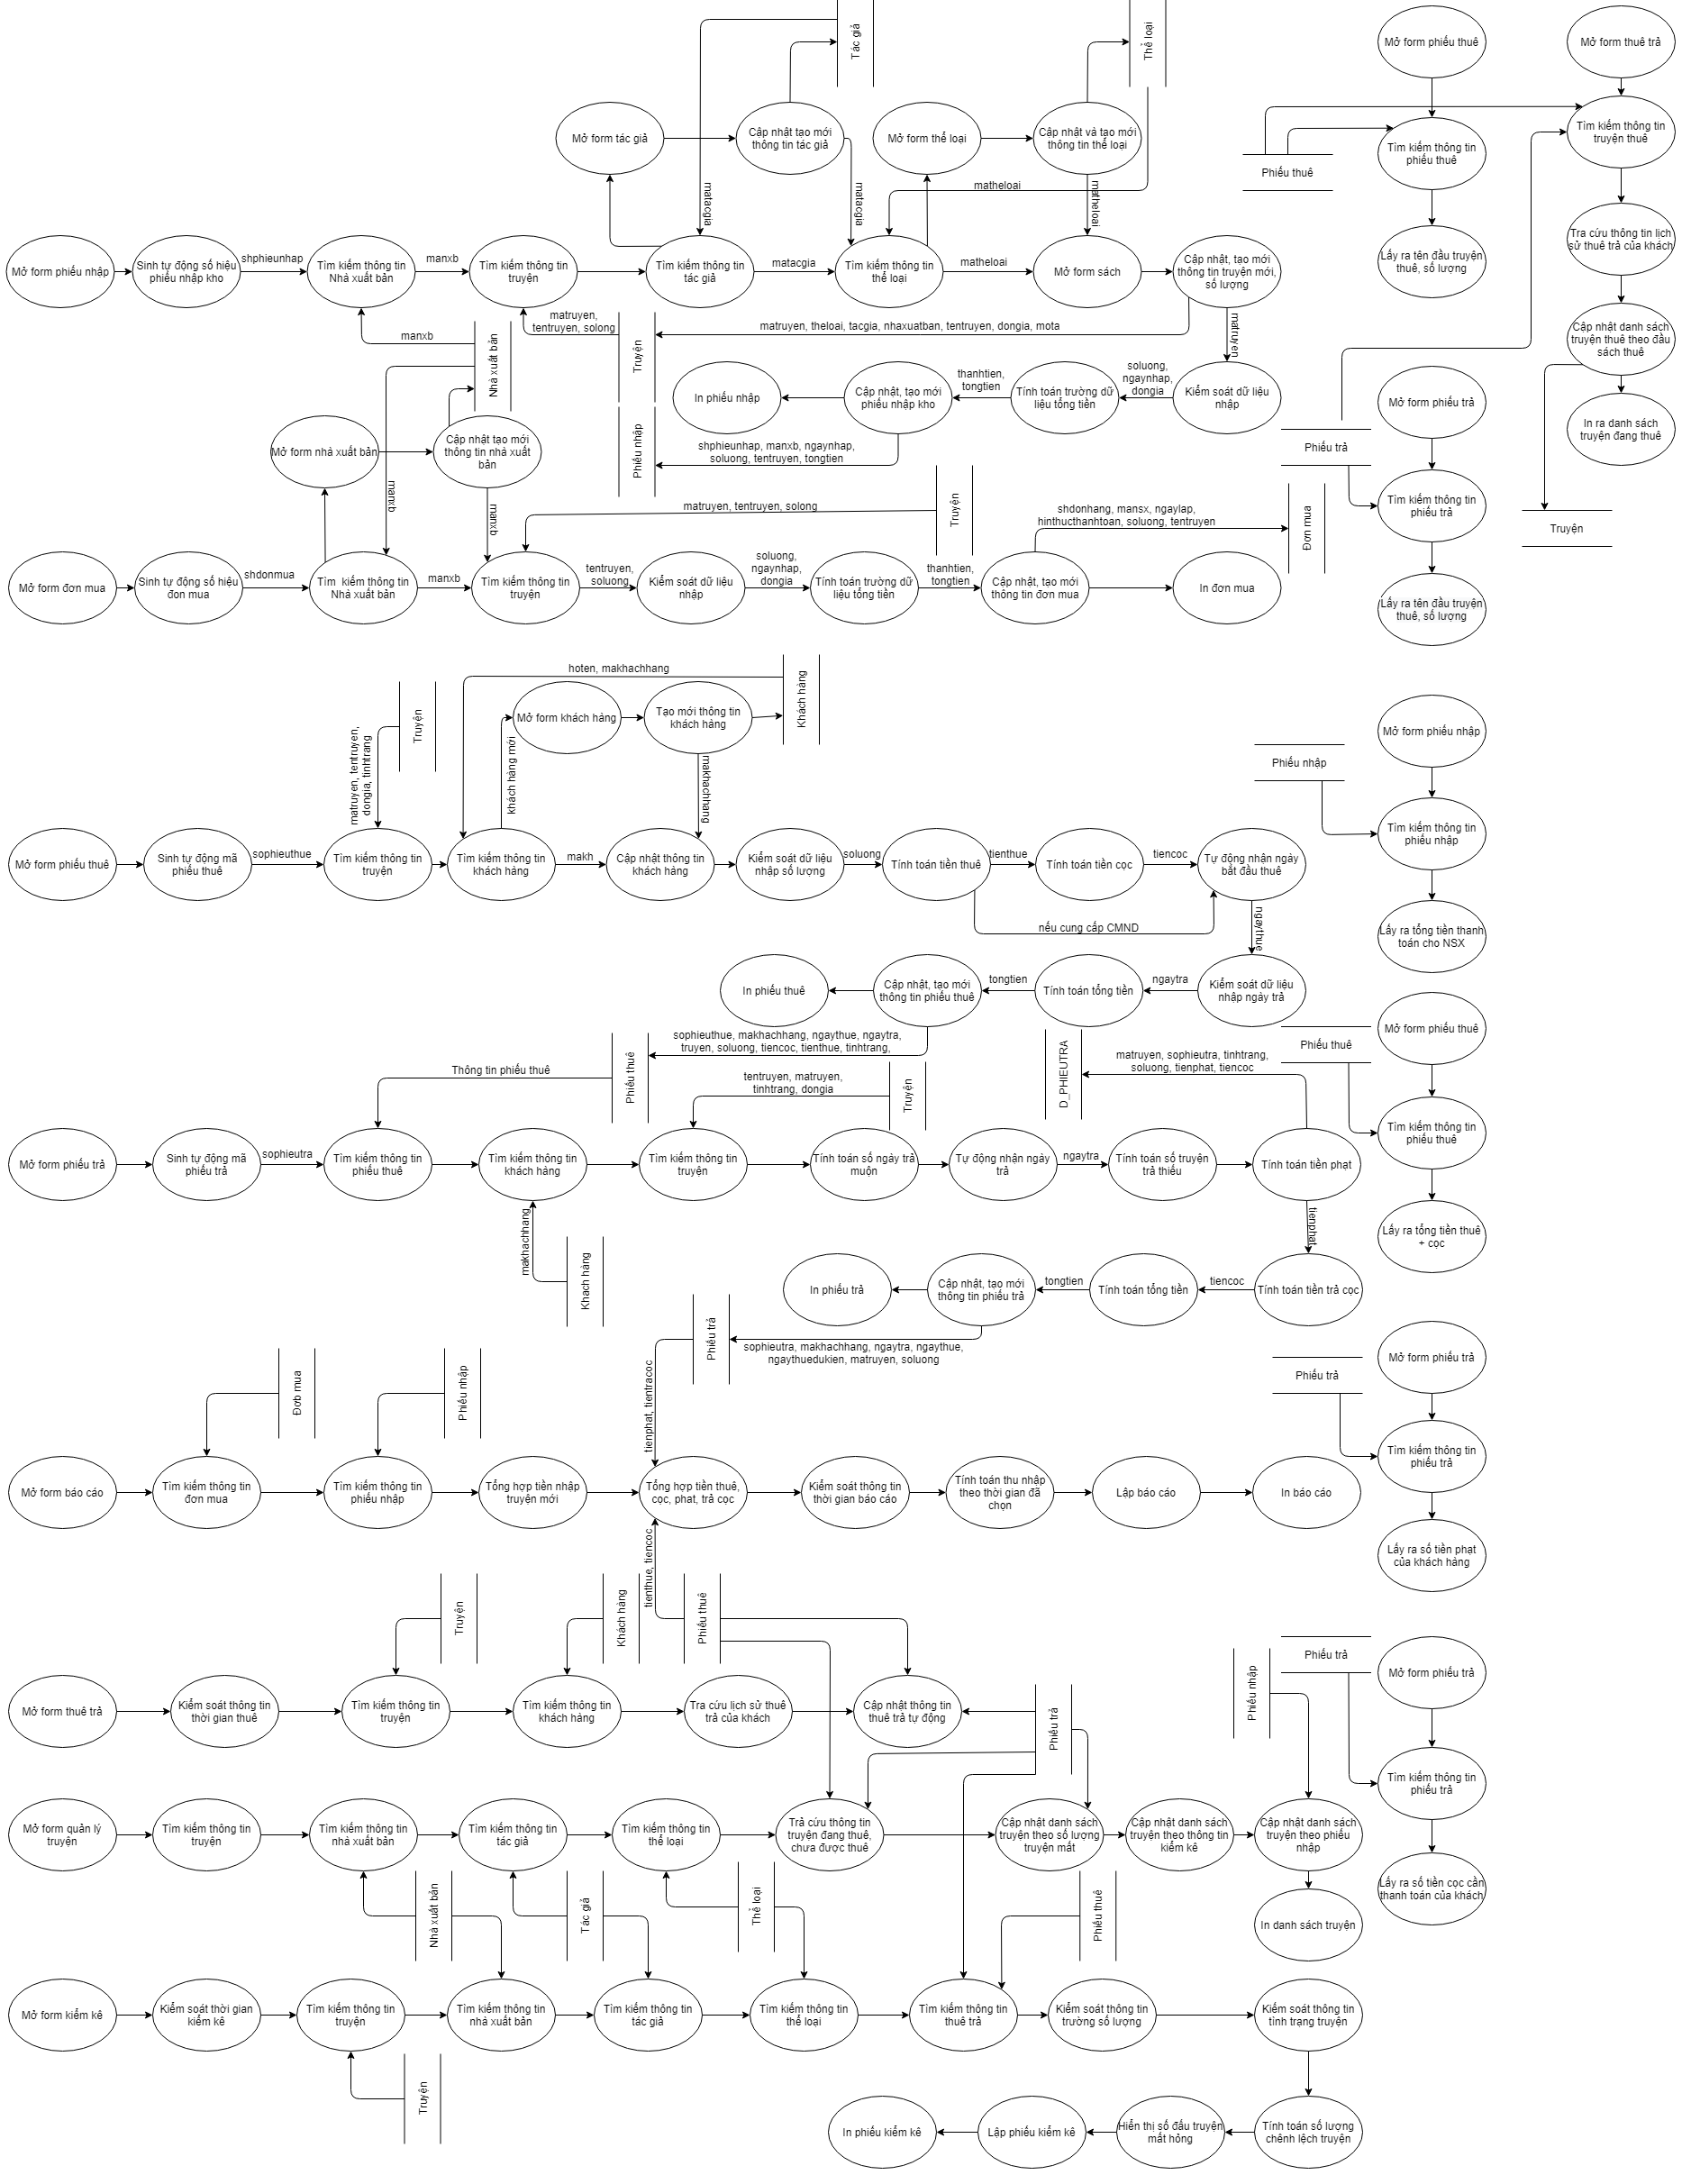 Tác giả
Thể loại
Mở form phiếu thuê
Mở form thuê trả
Mở form tác giả
Cập nhật tạo mới
thông tin tác giả
Mở form thể loại
Cập nhật và tạo mới
thông tin thể loại
Tìm kiếm thông tin
phiếu thuê
Tìm kiếm thông tin
truyện thuê
Phiếu thuê
matacgia
matacgia
matheloai
matheloai
Mở form phiếu nhập
Sinh tự động số hiệu
phiếu nhập kho
shphieunhap
Tìm kiếm thông tin
Nhà xuất bản
manxb
Tìm kiếm thông tin
truyện
Tìm kiếm thông tin
tác giả
matacgia
Tìm kiếm thông tin
thể loại
matheloai
Mở form sách
Cập nhật, tạo mới
thông tin truyện mới,
số lượng
Lấy ra tên đầu truyện
thuê, số lượng
Tra cứu thông tin lịch
sử thuê trả của khách
manxb
Nhà xuất bản
matruyen,
tentruyen, solong
Truyện
matruyen, theloai, tacgia, nhaxuatban, tentruyen, dongia, mota
matruyen
Cập nhật danh sách
truyện thuê theo đầu
sách thuê
In phiếu nhập
Cập nhật, tạo mới
phiếu nhập kho
thanhtien,
tongtien
Tính toán trường dữ
liệu tổng tiền
soluong,
ngaynhap,
dongia
Kiểm soát dữ liệu
nhập
Mở form phiếu trả
In ra danh sách
truyện đang thuê
Mở form nhà xuất bản
Cập nhật tạo mới
thông tin nhà xuất
bản
Phiếu nhập
shphieunhap, manxb, ngaynhap,
soluong, tentruyen, tongtien
Phiếu trả
manxb
manxb
matruyen, tentruyen, solong
Truyện
shdonhang, mansx, ngaylap,
hinthucthanhtoan, soluong, tentruyen
Đơn mua
Tìm kiếm thông tin
phiếu trả
Truyện
Mở form đơn mua
Sinh tự động số hiệu
đon mua
shdonmua
Tìm kiếm thông tin
Nhà xuất bản
manxb
Tìm kiếm thông tin
truyện
tentruyen,
soluong
Kiểm soát dữ liệu
nhập
soluong,
ngaynhap,
dongia
Tính toán trường dữ
liệu tổng tiền
thanhtien,
tongtien
Cập nhật, tạo mới
thông tin đơn mua
In đơn mua
Lấy ra tên đầu truyện
thuê, số lượng
hoten, makhachhang
Khách hàng
Truyện
matruyen, tentruyen,
dongia, tinhtrang
khách hàng mới
Mở form khách hàng
Tạo mới thông tin
khách hàng
makhachhang
Mở form phiếu nhập
Phiếu nhập
Tìm kiếm thông tin
phiếu nhập
Mở form phiếu thuê
Sinh tự động mã
phiếu thuê
sophieuthue
Tìm kiếm thông tin
truyện
Tìm kiếm thông tin
khách hàng
makh
Cập nhật thông tin
khách hàng
Kiểm soát dữ liệu
nhập số lượng
soluong
Tính toán tiền thuê
tienthue
Tính toán tiền cọc
tiencoc
Tự động nhận ngày
bắt đầu thuê
nếu cung cấp CMND
ngaythue
Lấy ra tổng tiền thanh
toán cho NSX
In phiếu thuê
Cập nhật, tạo mới
thông tin phiếu thuê
tongtien
Tính toán tổng tiền
ngaytra
Kiểm soát dữ liệu
nhập ngày trả
Mở form phiếu thuê
sophieuthue, makhachhang, ngaythue, ngaytra,
truyen, soluong, tiencoc, tienthue, tinhtrang,
Phiếu thuê
Thông tin phiếu thuê
tentruyen, matruyen,
tinhtrang, dongia
Truyện
D_PHIEUTRA
matruyen, sophieutra, tinhtrang,
soluong, tienphat, tiencoc
Phiếu thuê
Tìm kiếm thông tin
phiếu thuê
Mở form phiếu trả
Sinh tự động mã
phiếu trả
sophieutra
Tìm kiếm thông tin
phiếu thuê
Tìm kiếm thông tin
khách hàng
Tìm kiếm thông tin
truyện
Tính toán số ngày trả
muộn
Tự động nhận ngày
trả
ngaytra
Tính toán số truyện
trả thiếu
Tính toán tiền phạt
makhachhang
Khach hàng
tienphat
Lấy ra tổng tiền thuê
+ cọc
In phiếu trả
Cập nhật, tạo mới
thông tin phiếu trả
tongtien
Tính toán tổng tiền
tiencoc
Tính toán tiền trả cọc
Phiếu trả
sophieutra, makhachhang, ngaytra, ngaythue,
ngaythuedukien, matruyen, soluong
tienphat, tientracoc
Mở form phiếu trả
Phiếu trả
Đơb mua
Phiếu nhập
Tìm kiếm thông tin
phiếu trả
Mở form báo cáo
Tìm kiếm thông tin
đơn mua
Tìm kiếm thông tin
phiếu nhập
Tổng hợp tiền nhập
truyện mới
Tổng hợp tiền thuê,
cọc, phat, trả cọc
Kiểm soát thông tin
thời gian báo cáo
Tính toán thu nhập
theo thời gian đã
chọn
Lập báo cáo
In báo cáo
Lấy ra số tiền phạt
của khách hàng
tienthue, tiencoc
Truyện
Khách hàng
Phiếu thuê
Mở form thuê trả
Kiểm soát thông tin
thời gian thuê
Tìm kiếm thông tin
truyện
Tìm kiếm thông tin
khách hàng
Tra cứu lịch sử thuê
trả của khách
Cập nhật thông tin
thuê trả tự động
Phiếu trả
Phiếu nhập
Phiếu trả
Mở form phiếu trả
Tìm kiếm thông tin
phiếu trả
Mở form quản lý
truyện
Tìm kiếm thông tin
truyện
Tìm kiếm thông tin
nhà xuất bản
Tìm kiếm thông tin
tác giả
Tìm kiếm thông tin
thể loại
Trả cứu thông tin
truyện đang thuê,
chưa được thuê
Cập nhật danh sách
truyện theo số lượng
truyện mất
Cập nhật danh sách
truyện theo thông tin
kiểm kê
Cập nhật danh sách
truyện theo phiếu
nhập
Lấy ra số tiền cọc cần
thanh toán của khách
Nhà xuất bản
Tác giả
Thể loại
Phiếu thuê
In danh sách truyện
Mở form kiểm kê
Kiểm soát thời gian
kiểm kê
Tìm kiếm thông tin
truyện
Tìm kiếm thông tin
nhà xuất bản
Tìm kiếm thông tin
tác giả
Tìm kiếm thông tin
thể loại
Tìm kiếm thông tin
thuê trả
Kiểm soát thông tin
trường số lượng
Kiểm soát thông tin
tình trạng truyện
Truyện
In phiếu kiểm kê
Lập phiếu kiểm kê
Hiển thị số đầu truyện
mất hỏng
Tính toán số lượng
chênh lệch truyện